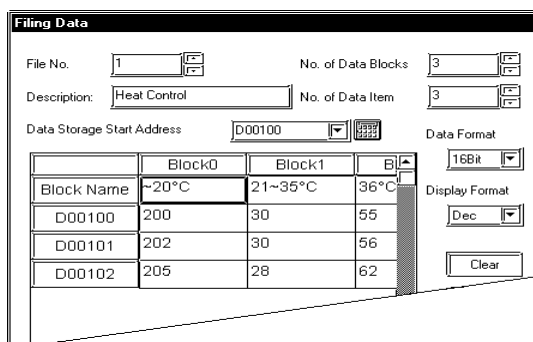 Filing Data
File No. 1 No. of Data Blocks 3
Description: Heat Control No. of Data Item 3
Data Storage Start Address D00100
Data Format
16Bit
Display Format
Dec
Clear
Block0 Block1 B
Block Name ~20°C 21~35°C 36°C
D00100 200 30 55
D00101 202 30 56
D00102 205 28 62